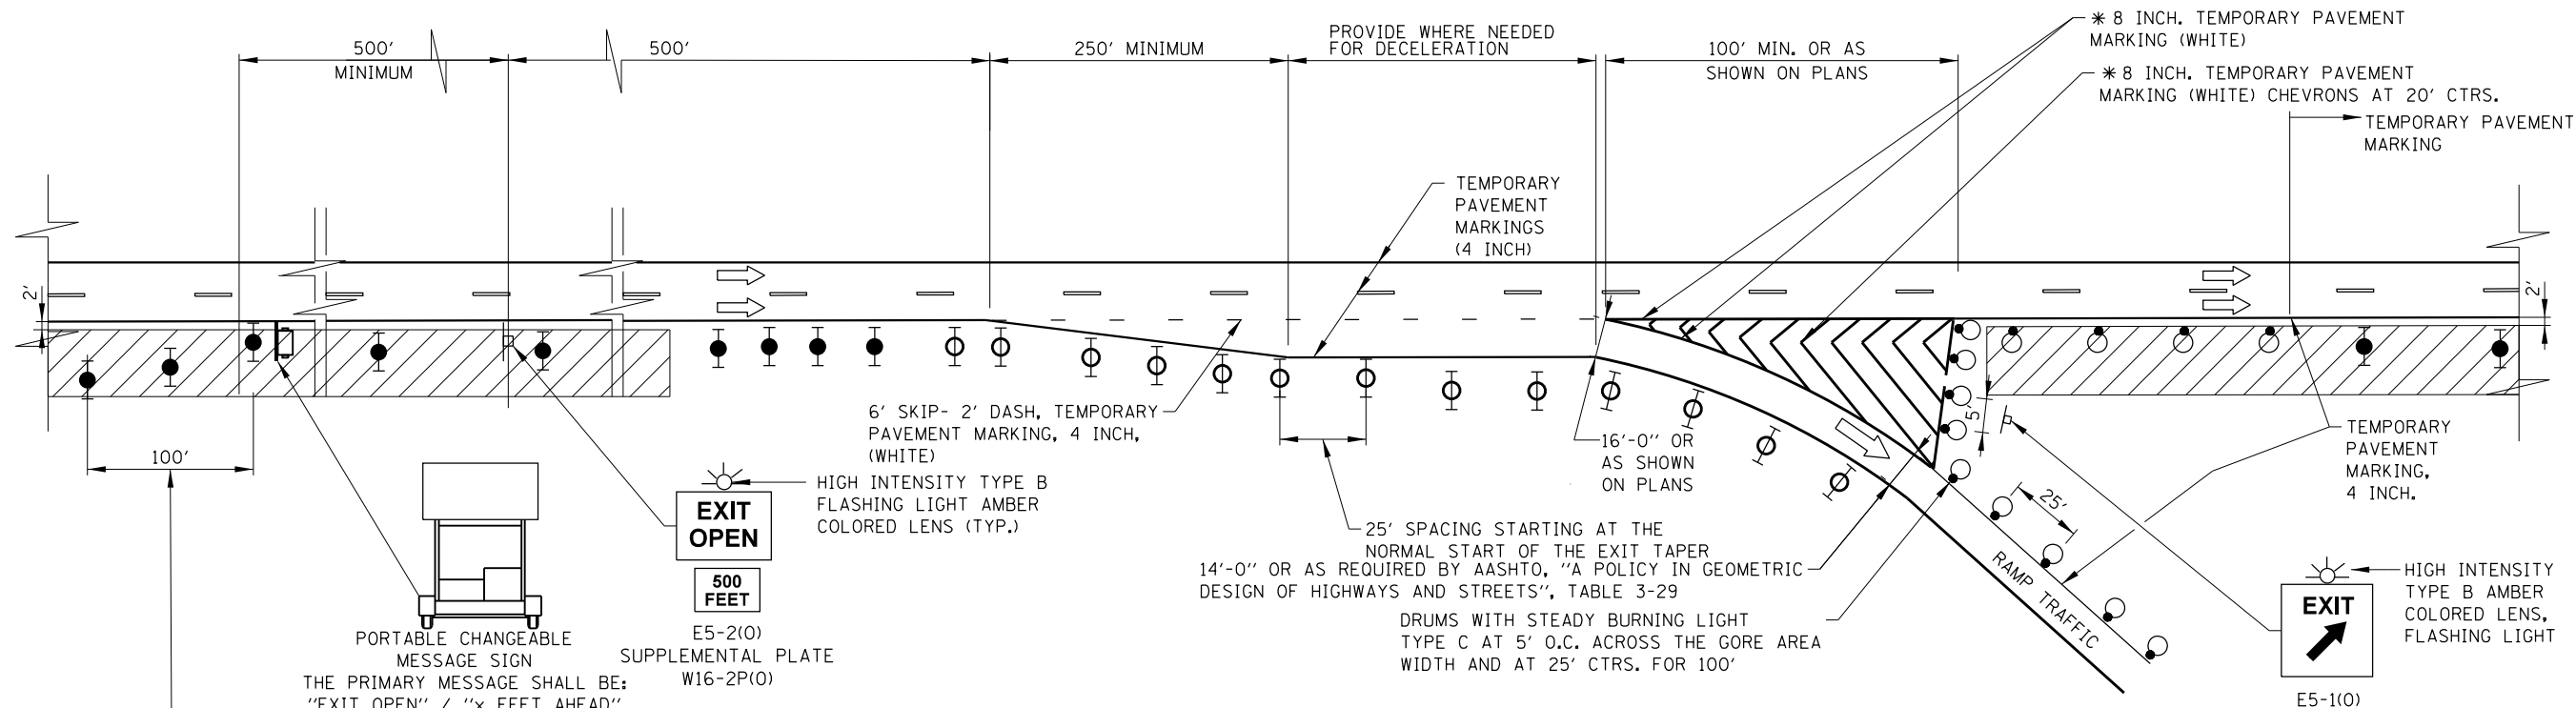 500'
MINIMUM
500'
250' MINIMUM
PROVIDE WHERE NEEDED
FOR DECELERATION
100' MIN. OR AS
SHOWN ON PLANS
* 8 INCH. TEMPORARY PAVEMENT
MARKING (WHITE)
* 8 INCH. TEMPORARY PAVEMENT
MARKING (WHITE) CHEVRONS AT 20' CTRS.
TEMPORARY PAVEMENT
MARKING
TEMPORARY
PAVEMENT
MARKINGS
(4 INCH)
2'
2'
5'
100'
6' SKIP- 2' DASH, TEMPORARY
PAVEMENT MARKING, 4 INCH,
(WHITE)
16'-0" OR
AS SHOWN
ON PLANS
TEMPORARY
PAVEMENT
MARKING,
4 INCH.
HIGH INTENSITY TYPE B
FLASHING LIGHT AMBER
COLORED LENS (TYP.)
EXIT
OPEN
500
FEET
E5-2(O)
SUPPLEMENTAL PLATE
W16-2P(O)
25' SPACING STARTING AT THE
NORMAL START OF THE EXIT TAPER
14'-0" OR AS REQUIRED BY AASHTO, "A POLICY IN GEOMETRIC
DESIGN OF HIGHWAYS AND STREETS", TABLE 3-29
DRUMS WITH STEADY BURNING LIGHT
TYPE C AT 5' O.C. ACROSS THE GORE AREA
WIDTH AND AT 25' CTRS. FOR 100'
25'
RAMP TRAFFIC
HIGH INTENSITY
TYPE B AMBER
COLORED LENS,
FLASHING LIGHT
EXIT
E5-1(O)
PORTABLE CHANGEABLE
MESSAGE SIGN
THE PRIMARY MESSAGE SHALL BE:
"EXIT OPEN" / "x FEET AHEAD"